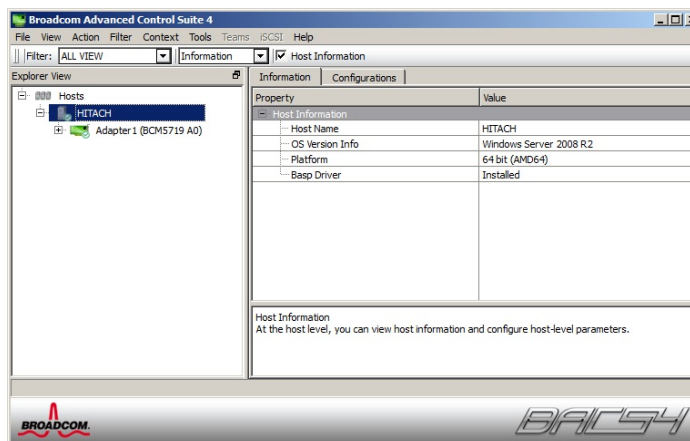 Broadcom Advanced Control Suite 4
File View Action Filter Context Tools Teams iSCSI Help
Filter: ALL VIEW Information Host Information
Explorer View
Hosts
HITACH
Adapter1 (BCM5719 A0)
Information Configurations
Property Value
Host Information
Host Name HITACH
OS Version Info Windows Server 2008 R2
Platform 64 bit (AMD64)
Basp Driver Installed
Host Information
At the host level, you can view host information and configure host-level parameters.
BROADCOM.
BACS4